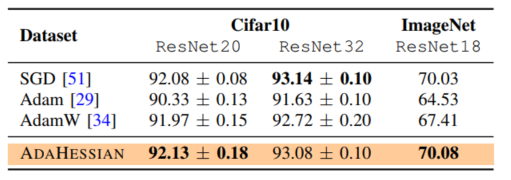 Dataset Cifar10 ImageNet
ResNet20 ResNet32 ResNet18
SGD [51] 92.08 ± 0.08 93.14 ± 0.10 70.03
Adam [29] 90.33 ± 0.13 91.63 ± 0.10 64.53
AdamW [34] 91.97 ± 0.15 92.72 ± 0.20 67.41
ADAHESSIAN 92.13 ± 0.18 93.08 ± 0.10 70.08